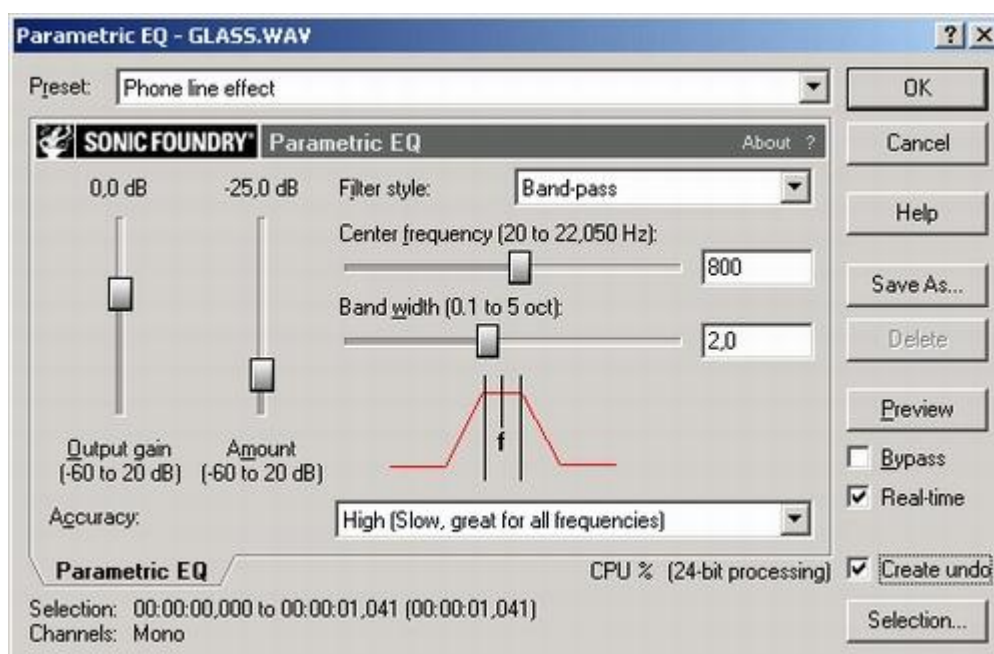 Parametric EQ - GLASS.WAV
Preset: Phone line effect
OK
SONIC FOUNDRY Parametric EQ About ?
Cancel
0,0 dB -25,0 dB Filter style: Band-pass
Help
Center frequency (20 to 22,050 Hz):
800
Save As...
Band width (0.1 to 5 oct):
2,0
Delete
Preview
f
Output gain Amount
(-60 to 20 dB) (-60 to 20 dB)
Bypass
Real-time
Accuracy: High (Slow, great for all frequencies)
Parametric EQ CPU % (24-bit processing)
Create undo
Selection: 00:00:00,000 to 00:00:01,041 (00:00:01,041)
Channels: Mono
Selection...